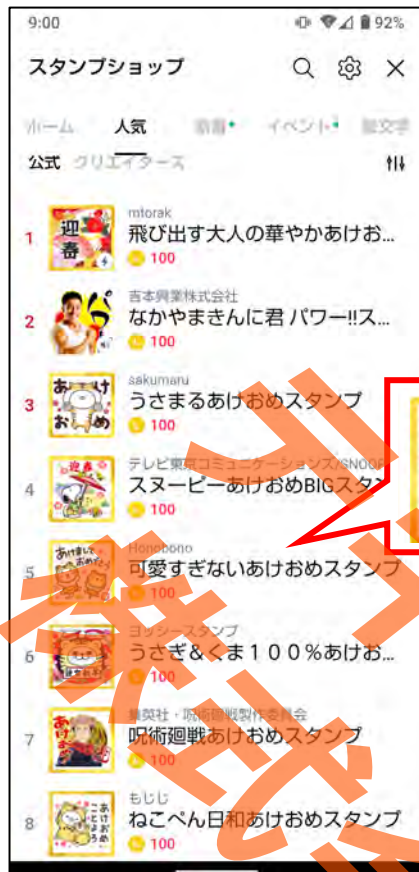 9:00
92%
スタンプショップ
ホーム 人気 新着 イベント 絵文字
公式 クリエイターズ
mtorak
1 飛び出す大人の華やかあけお...
100
吉本興業株式会社
2 なかやまきんに君 パワー!!ス...
100
sakumaru
3 うさまるあけおめスタンプ
100
テレビ東京コミュニケーションズ/SNOOP
4 スヌーピーあけおめBIGスタン
100
Honobono
5 可愛すぎないあけおめスタンプ
100
ヨッシースタンプ
6 うさぎ&くま100%あけお...
100
集英社・呪術廻戦製作委員会
7 呪術廻戦あけおめスタンプ
100
もじじ
8 ねこぺん日和あけおめスタンプ
100